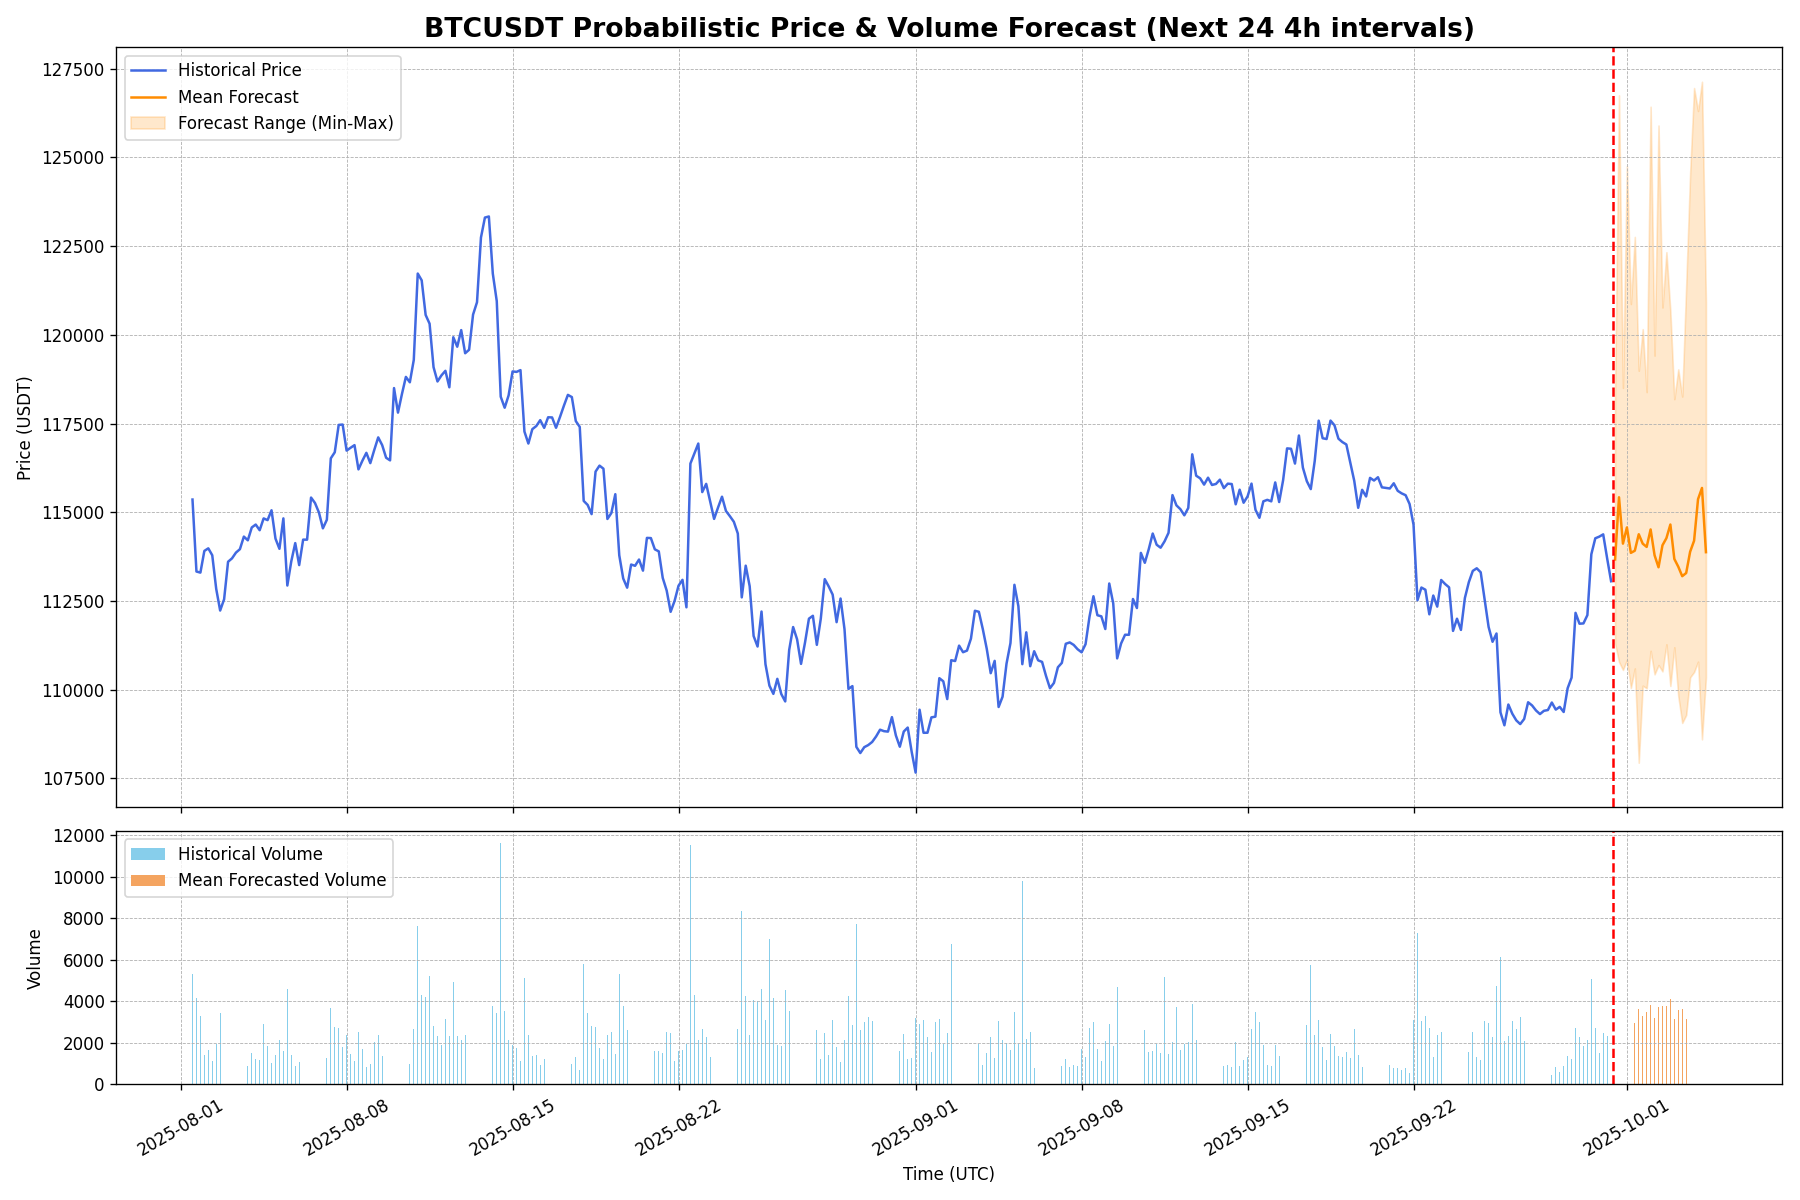 BTCUSDT Probabilistic Price & Volume Forecast (Next 24 4h intervals)
Historical Price
Mean Forecast
Forecast Range (Min-Max)
127500
125000
122500
120000
117500
115000
112500
110000
107500
Price (USDT)
Historical Volume
Mean Forecasted Volume
12000
10000
8000
6000
4000
2000
0
Volume
2025-08-01
2025-08-08
2025-08-15
2025-08-22
2025-09-01
2025-09-08
2025-09-15
2025-09-22
2025-10-01
Time (UTC)